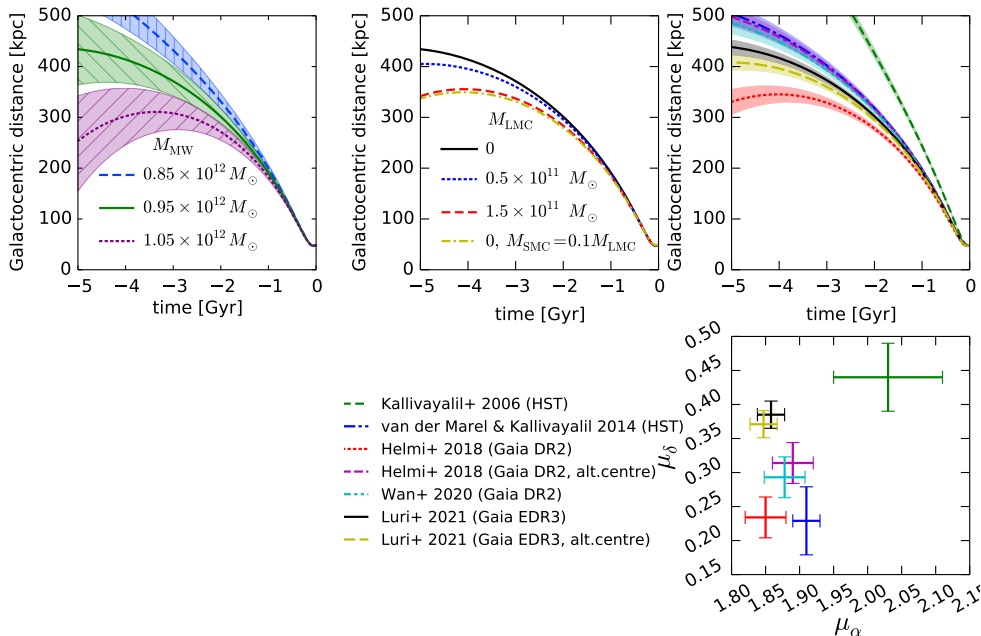 Galactocentric distance [kpc]
500
400
300
200
100
0
M_MW
0.85 × 10^12 M_⊙
0.95 × 10^12 M_⊙
1.05 × 10^12 M_⊙
−5 −4 −3 −2 −1 0
time [Gyr]
Galactocentric distance [kpc]
500
400
300
200
100
0
M_LMC
0
0.5 × 10^11 M_⊙
1.5 × 10^11 M_⊙
0, M_SMC = 0.1 M_LMC
−5 −4 −3 −2 −1 0
time [Gyr]
Galactocentric distance [kpc]
500
400
300
200
100
0
−5 −4 −3 −2 −1 0
time [Gyr]
Kallivayalil+ 2006 (HST)
van der Marel & Kallivayalil 2014 (HST)
Helmi+ 2018 (Gaia DR2)
Helmi+ 2018 (Gaia DR2, alt.centre)
Wan+ 2020 (Gaia DR2)
Luri+ 2021 (Gaia EDR3)
Luri+ 2021 (Gaia EDR3, alt.centre)
μ_δ
0.50
0.45
0.40
0.35
0.30
0.25
0.20
0.15
1.80 1.85 1.90 1.95 2.00 2.05 2.10 2.15
μ_α